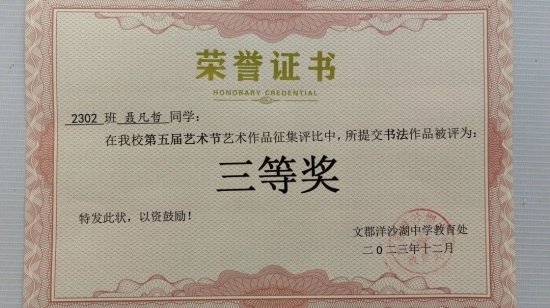 荣誉证书
HONORARY CREDENTIAL
2302 班 聂凡哲 同学：
在我校第五届艺术节艺术作品征集评比中，所提交书法作品被评为：
三等奖
特发此状，以资鼓励！
文郡洋沙湖中学教育处
二0二三年十二月